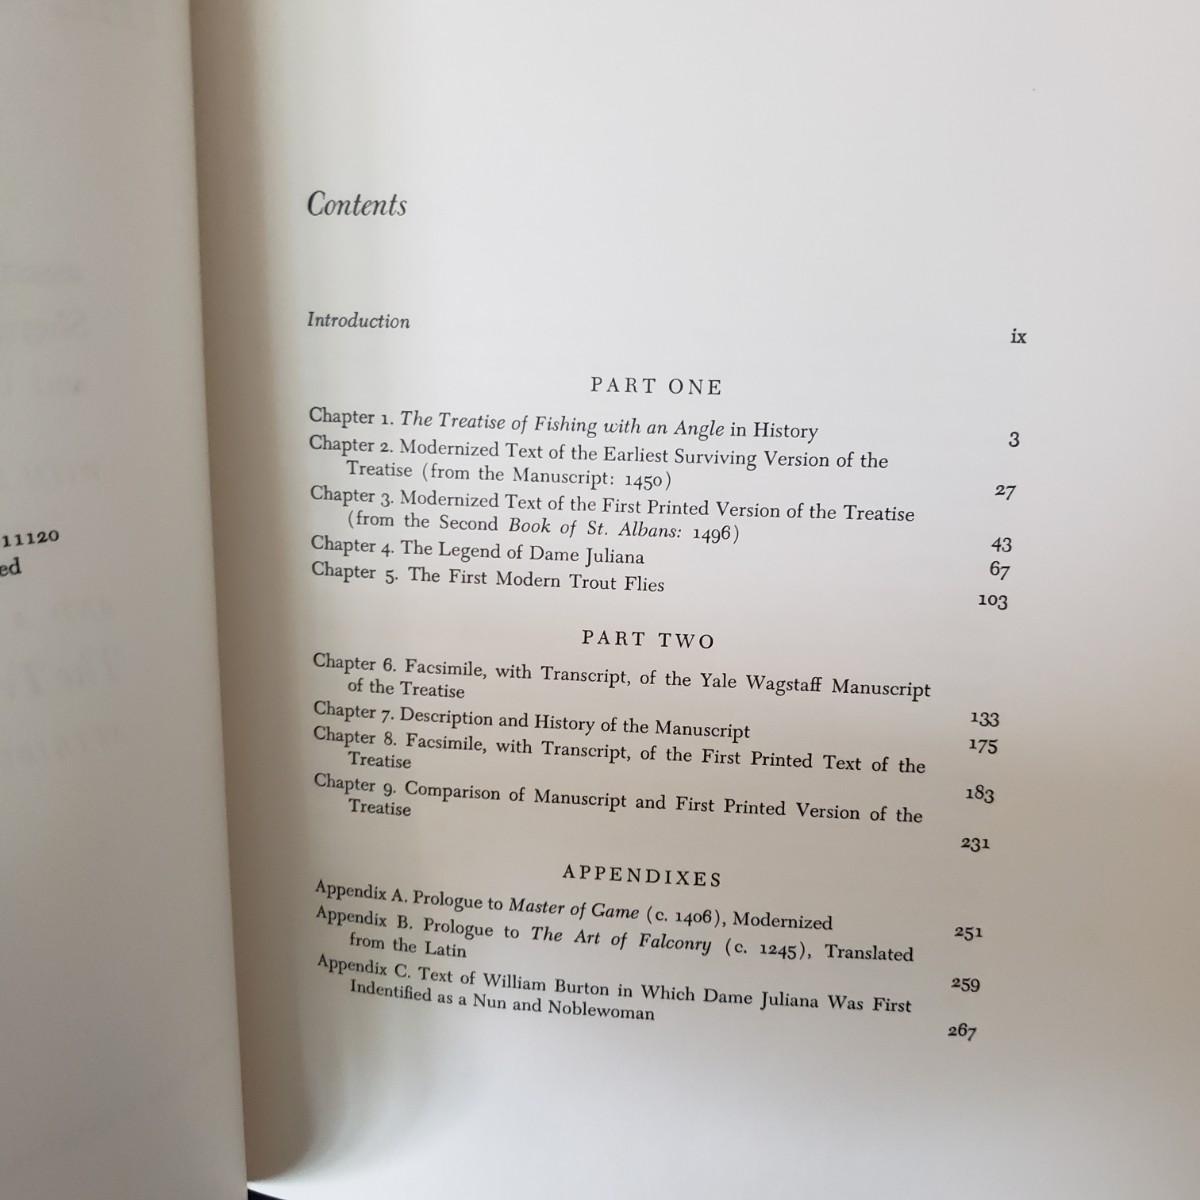 Contents
Introduction ix
PART ONE
Chapter 1. The Treatise of Fishing with an Angle in History 3
Chapter 2. Modernized Text of the Earliest Surviving Version of the
Treatise (from the Manuscript: 1450) 27
Chapter 3. Modernized Text of the First Printed Version of the Treatise
(from the Second Book of St. Albans: 1496) 43
Chapter 4. The Legend of Dame Juliana 67
Chapter 5. The First Modern Trout Flies 103
PART TWO
Chapter 6. Facsimile, with Transcript, of the Yale Wagstaff Manuscript
of the Treatise 133
Chapter 7. Description and History of the Manuscript 175
Chapter 8. Facsimile, with Transcript, of the First Printed Text of the
Treatise 183
Chapter 9. Comparison of Manuscript and First Printed Version of the
Treatise 231
APPENDIXES
Appendix A. Prologue to Master of Game (c. 1406), Modernized 251
Appendix B. Prologue to The Art of Falconry (c. 1245), Translated
from the Latin 259
Appendix C. Text of William Burton in Which Dame Juliana Was First
Indentified as a Nun and Noblewoman 267
11120
ed